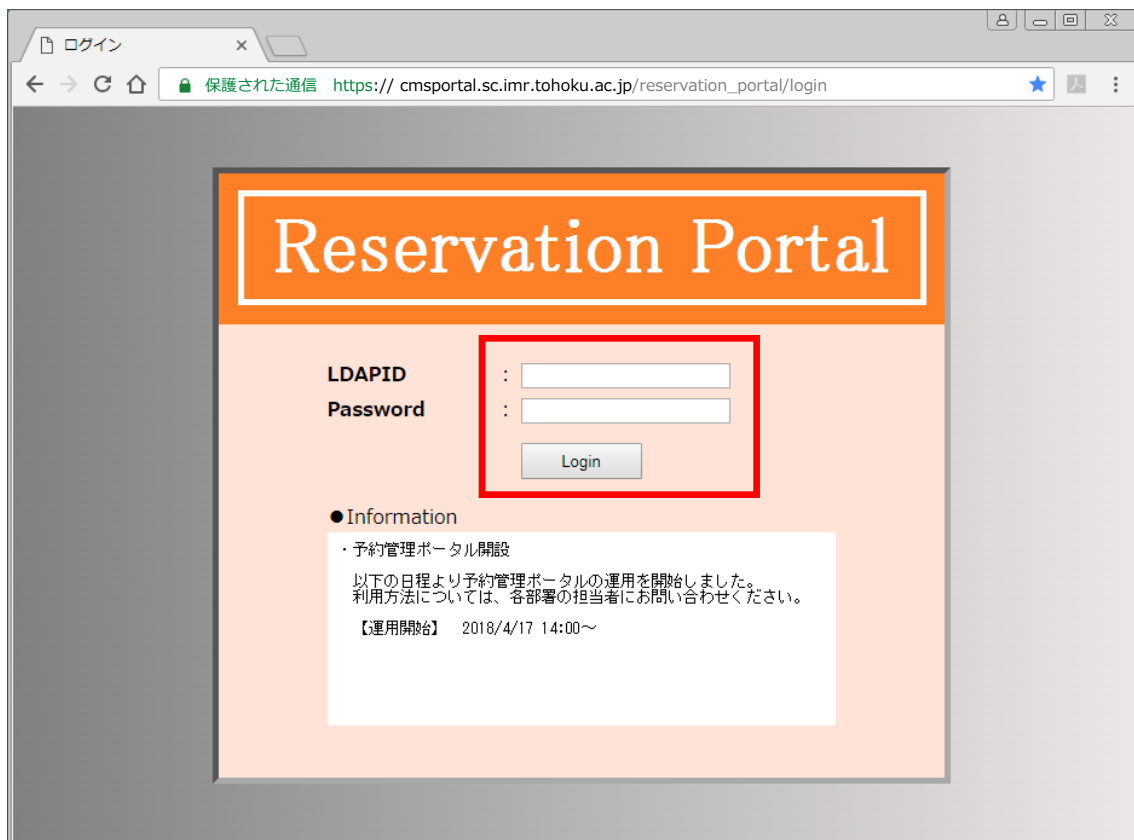 ログイン
保護された通信 https:// cmsportal.sc.imr.tohoku.ac.jp/reservation_portal/login
Reservation Portal
LDAPID :
Password :
Login
●Information
・予約管理ポータル開設
以下の日程より予約管理ポータルの運用を開始しました。
利用方法については、各部署の担当者にお問い合わせください。
【運用開始】 2018/4/17 14:00～